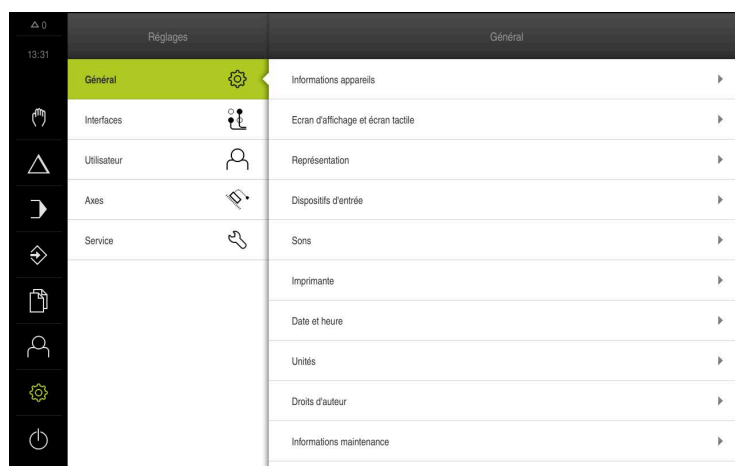 0
13:31
Réglages
Général
Général
Interfaces
Utilisateur
Axes
Service
Informations appareils
Ecran d'affichage et écran tactile
Représentation
Dispositifs d'entrée
Sons
Imprimante
Date et heure
Unités
Droits d'auteur
Informations maintenance